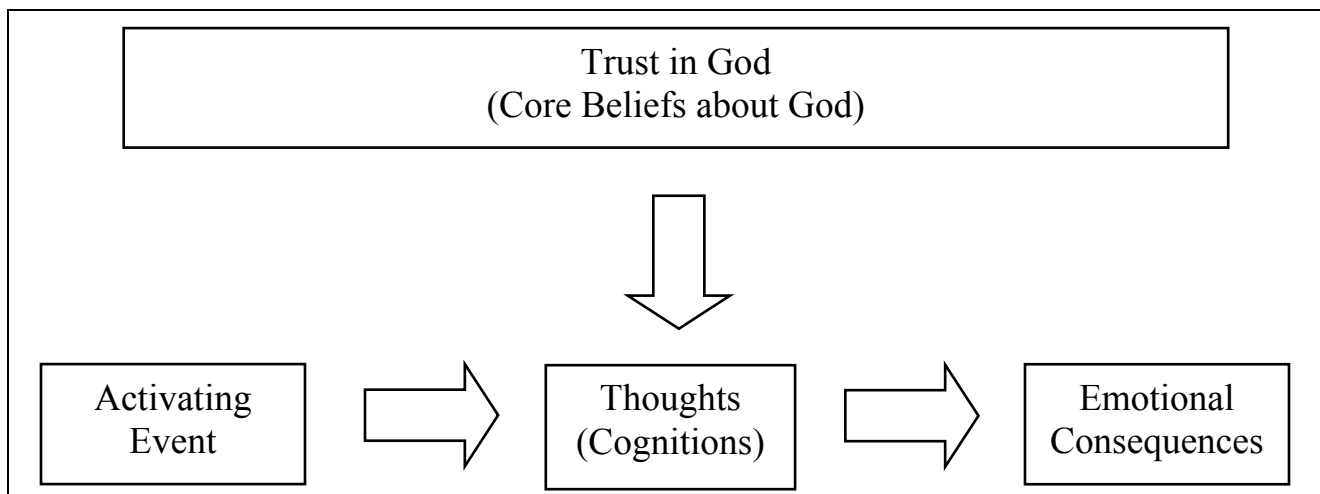 Trust in God
(Core Beliefs about God)
Activating
Event
Thoughts
(Cognitions)
Emotional
Consequences